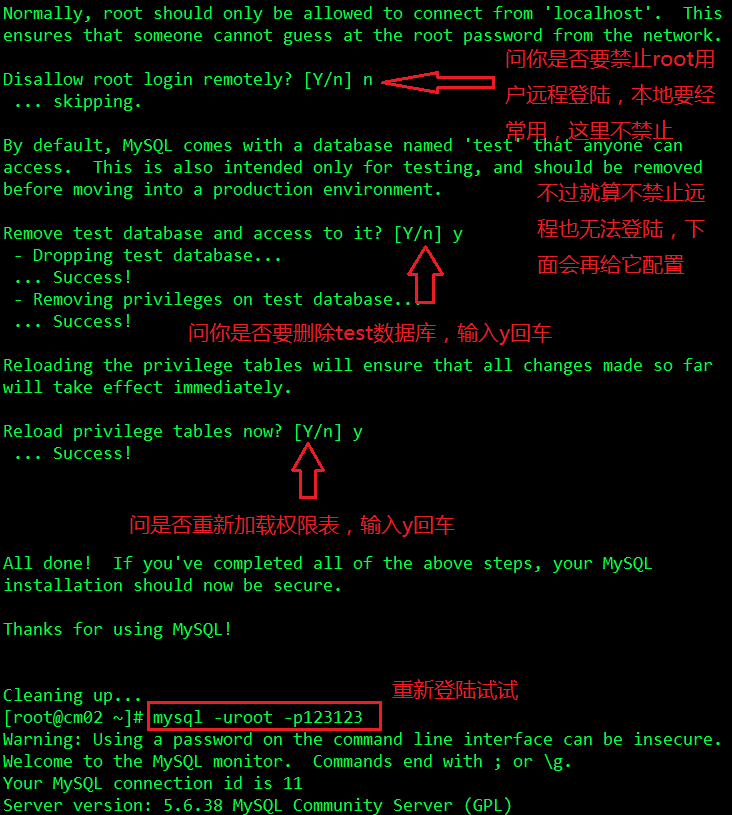 Normally, root should only be allowed to connect from 'localhost'.  This
ensures that someone cannot guess at the root password from the network.
Disallow root login remotely? [Y/n] n
 ... skipping.
问你是否要禁止root用
户远程登陆，本地要经
常用，这里不禁止
By default, MySQL comes with a database named 'test' that anyone can
access.  This is also intended only for testing, and should be removed
before moving into a production environment.
不过就算不禁止远
程也无法登陆，下
面会再给它配置
Remove test database and access to it? [Y/n] y
 - Dropping test database...
 ... Success!
 - Removing privileges on test database...
 ... Success!
问你是否要删除test数据库，输入y回车
Reloading the privilege tables will ensure that all changes made so far
will take effect immediately.
Reload privilege tables now? [Y/n] y
 ... Success!
问是否重新加载权限表，输入y回车
All done!  If you've completed all of the above steps, your MySQL
installation should now be secure.
Thanks for using MySQL!
Cleaning up...
重新登陆试试
[root@cm02 ~]# mysql -uroot -p123123
Warning: Using a password on the command line interface can be insecure.
Welcome to the MySQL monitor.  Commands end with ; or \g.
Your MySQL connection id is 11
Server version: 5.6.38 MySQL Community Server (GPL)